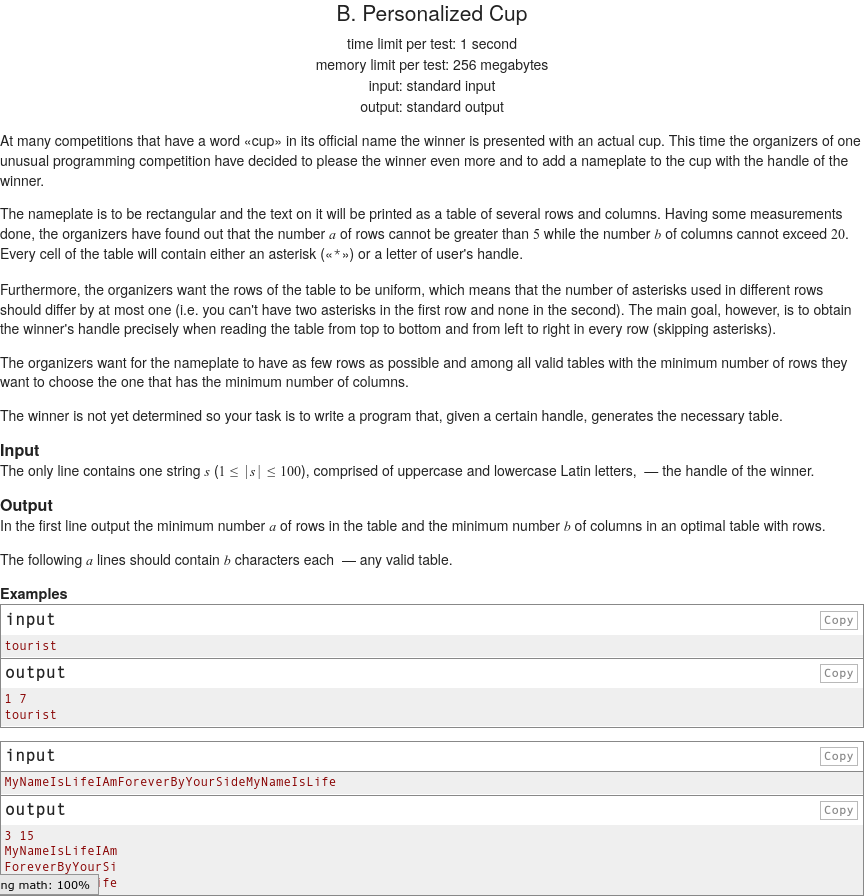 B. Personalized Cup
time limit per test: 1 second
memory limit per test: 256 megabytes
input: standard input
output: standard output
At many competitions that have a word «cup» in its official name the winner is presented with an actual cup. This time the organizers of one
unusual programming competition have decided to please the winner even more and to add a nameplate to the cup with the handle of the
winner.
The nameplate is to be rectangular and the text on it will be printed as a table of several rows and columns. Having some measurements
done, the organizers have found out that the number a of rows cannot be greater than 5 while the number b of columns cannot exceed 20.
Every cell of the table will contain either an asterisk («*») or a letter of user's handle.
Furthermore, the organizers want the rows of the table to be uniform, which means that the number of asterisks used in different rows
should differ by at most one (i.e. you can't have two asterisks in the first row and none in the second). The main goal, however, is to obtain
the winner's handle precisely when reading the table from top to bottom and from left to right in every row (skipping asterisks).
The organizers want for the nameplate to have as few rows as possible and among all valid tables with the minimum number of rows they
want to choose the one that has the minimum number of columns.
The winner is not yet determined so your task is to write a program that, given a certain handle, generates the necessary table.
Input
The only line contains one string s (1 ≤ |s| ≤ 100), comprised of uppercase and lowercase Latin letters,  — the handle of the winner.
Output
In the first line output the minimum number a of rows in the table and the minimum number b of columns in an optimal table with rows.
The following a lines should contain b characters each  — any valid table.
Examples
input
Copy
tourist
output
Copy
1 7
tourist
input
Copy
MyNameIsLifeIAmForeverByYourSideMyNameIsLife
output
Copy
3 15
MyNameIsLifeIAm
ForeverByYourSi
ife
ng math: 100%